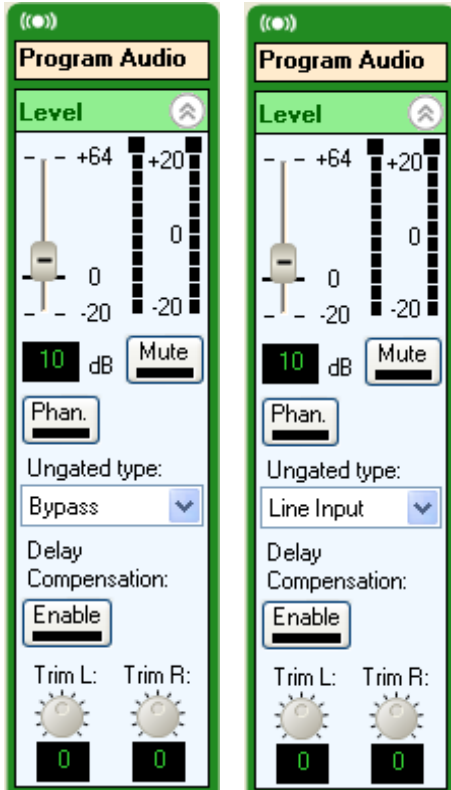 Program Audio
Level
+64 +20
0
0
-20 -20
10 dB Mute
Phan.
Ungated type:
Bypass
Delay
Compensation:
Enable
Trim L: Trim R:
0 0
Program Audio
Level
+64 +20
0
0
-20 -20
10 dB Mute
Phan.
Ungated type:
Line Input
Delay
Compensation:
Enable
Trim L: Trim R:
0 0